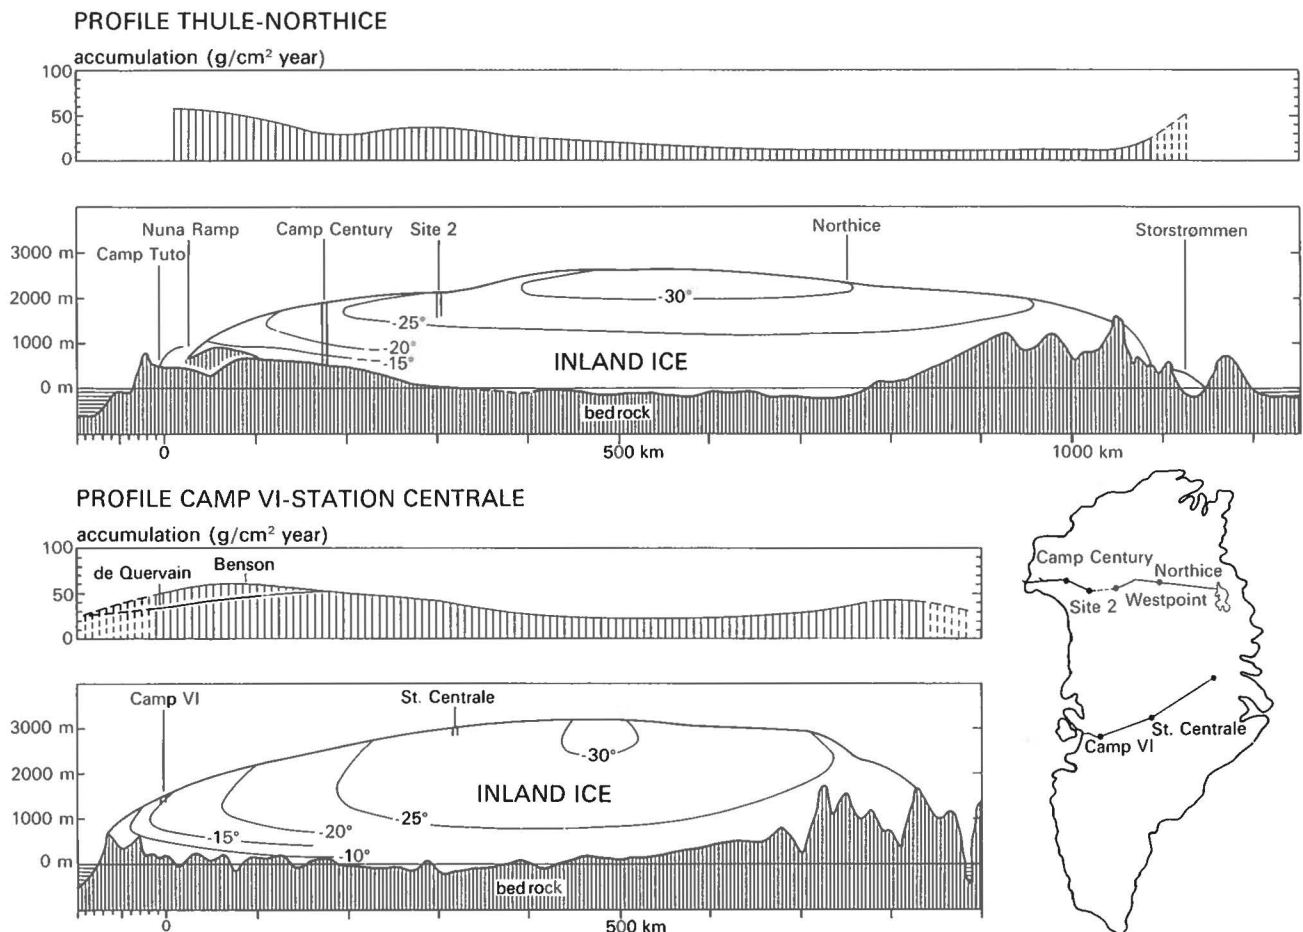 PROFILE THULE-NORTHICE
accumulation (g/cm² year)
100
50
0
Nuna Ramp
Camp Century
Site 2
Northice
Storstrømmen
Camp Tuto
3000 m
2000 m
1000 m
0 m
-30°
-25°
-20°
-15°
INLAND ICE
bed rock
0
500 km
1000 km
PROFILE CAMP VI-STATION CENTRALE
accumulation (g/cm² year)
100
50
0
de Quervain
Benson
Camp VI
St. Centrale
3000 m
2000 m
1000 m
0 m
-30°
INLAND ICE
-25°
-20°
-15°
-10°
bed rock
0
500 km
Camp Century
Northice
Site 2
Westpoint
St. Centrale
Camp VI